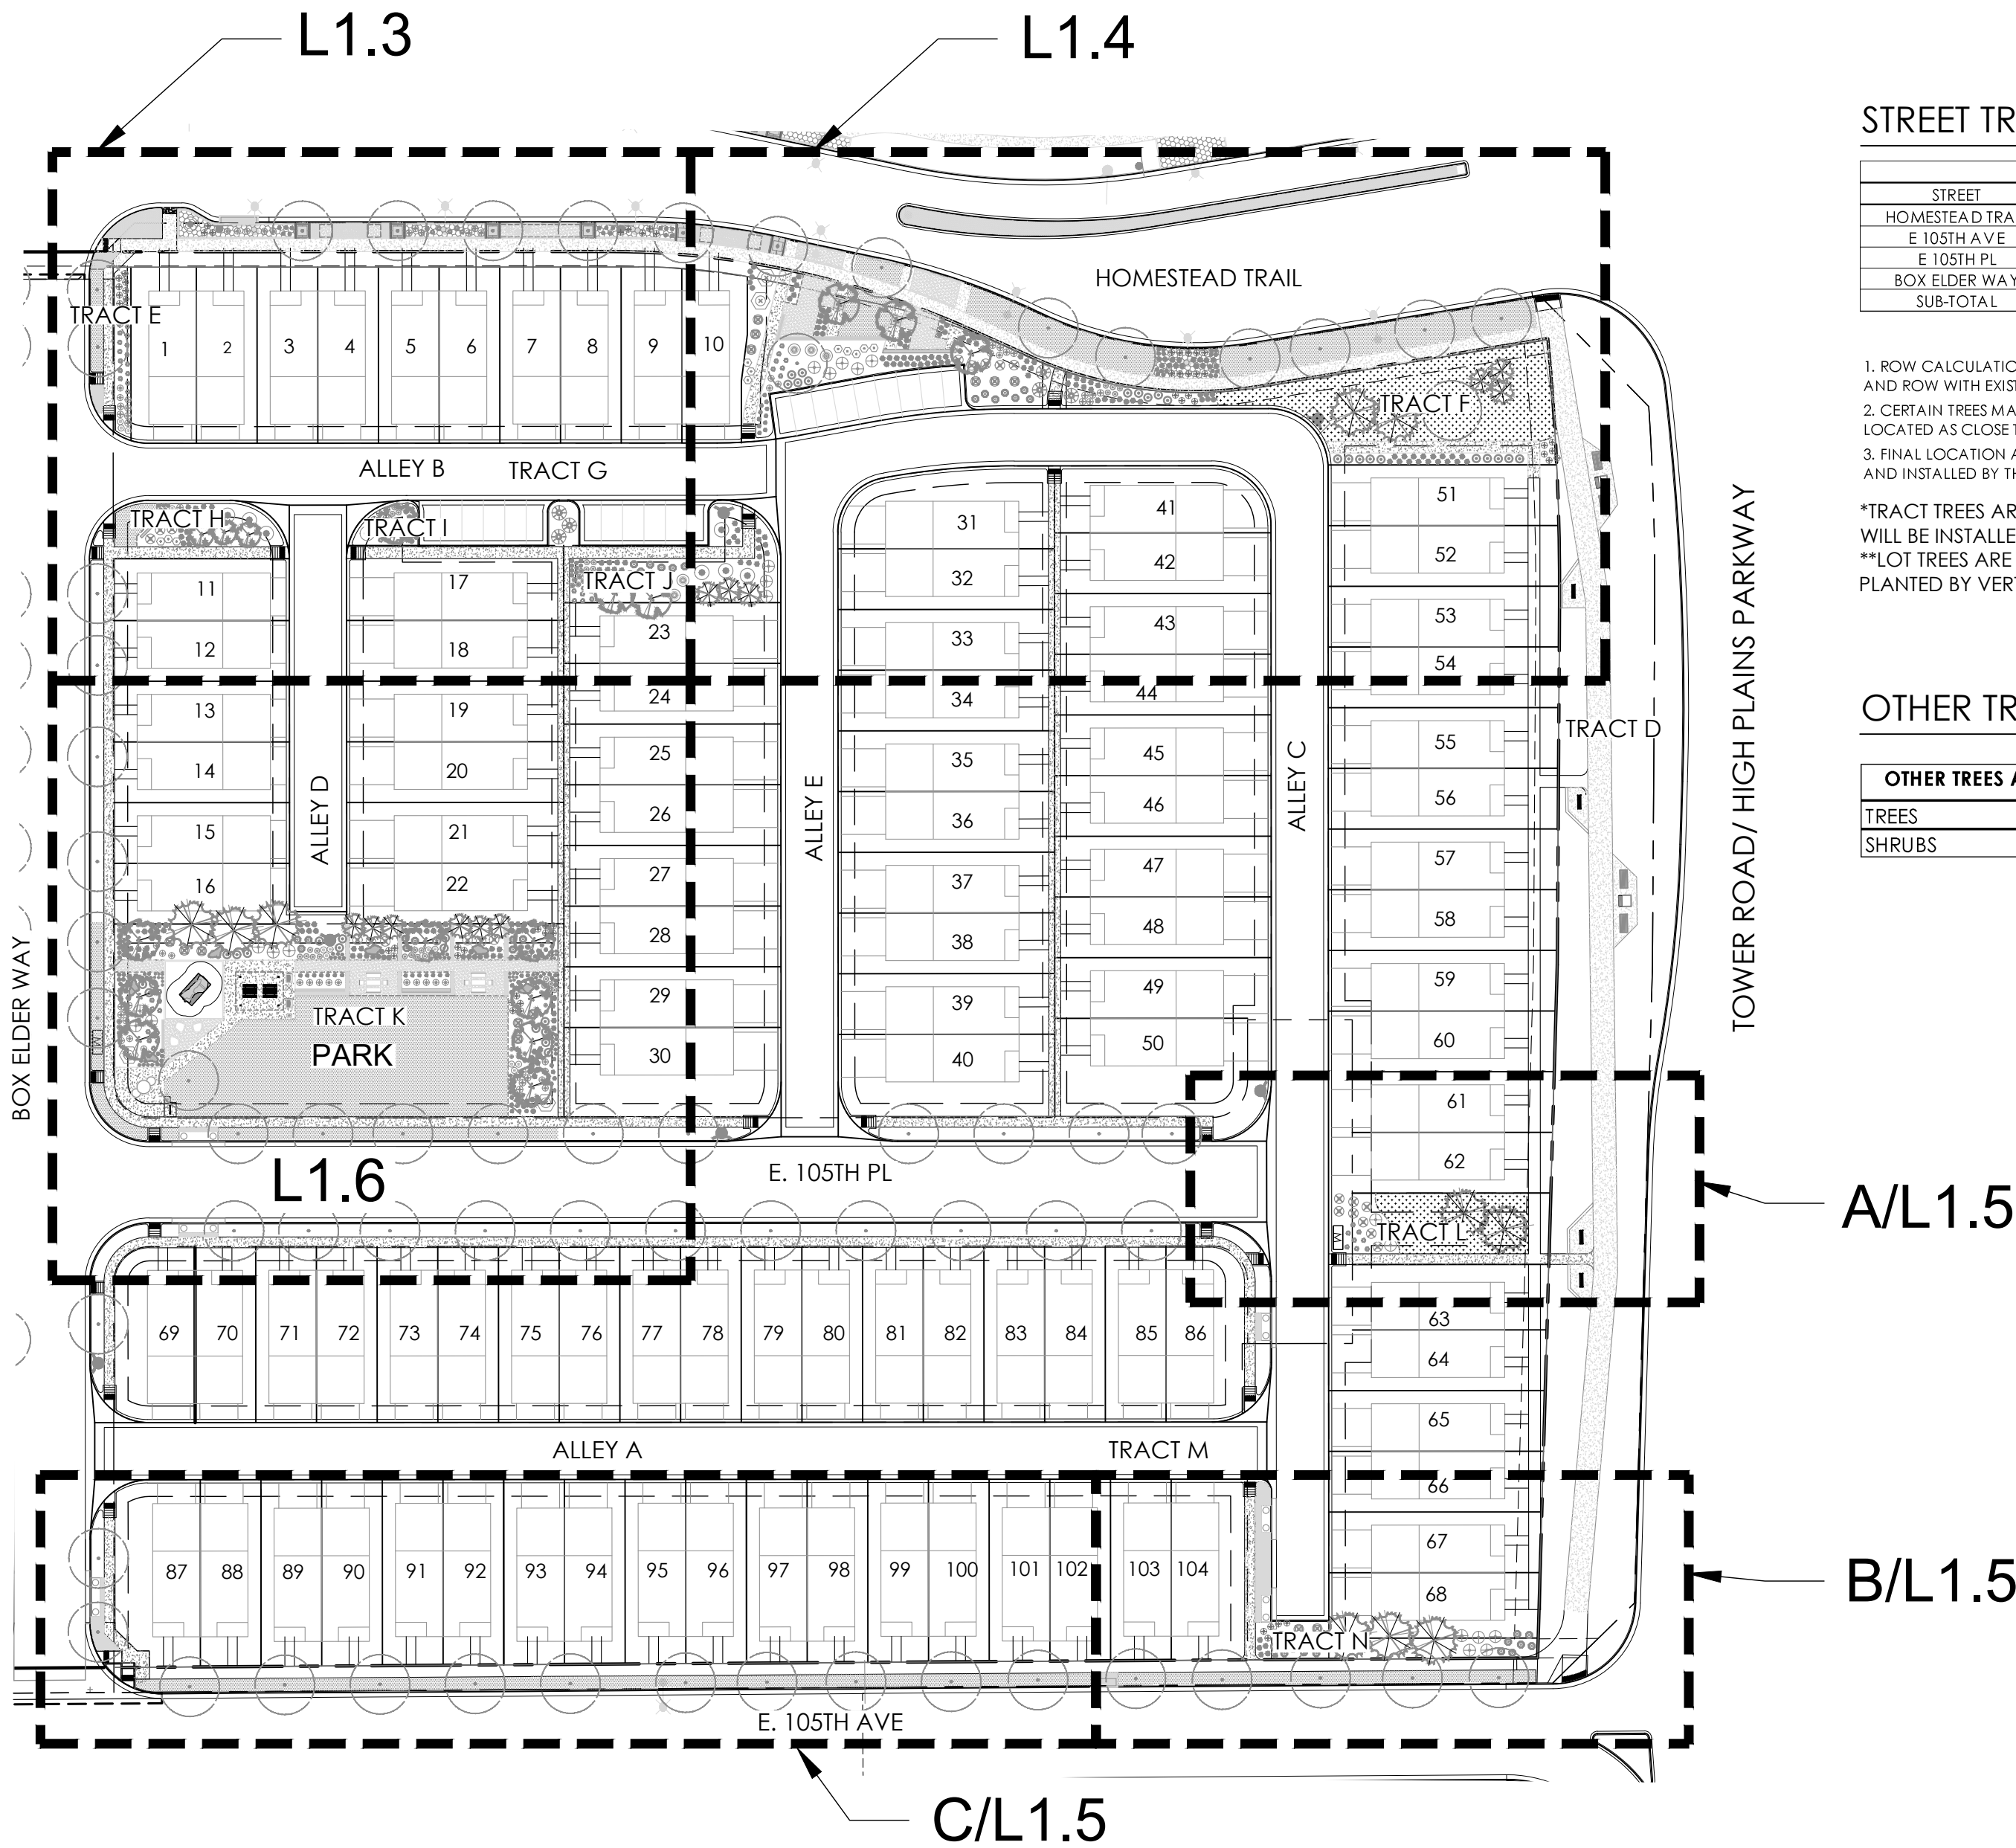 L1.3
L1.4
STREET TR
STREET
HOMESTEAD TRA
E 105TH AVE
E 105TH PL
BOX ELDER WAY
SUB-TOTAL
1. ROW CALCULATIO
AND ROW WITH EXIS
2. CERTAIN TREES MA
LOCATED AS CLOSE T
3. FINAL LOCATION A
AND INSTALLED BY TH
*TRACT TREES AR
WILL BE INSTALLE
**LOT TREES ARE
PLANTED BY VER
OTHER TR
OTHER TREES A
TREES
SHRUBS
HOMESTEAD TRAIL
TRACT E
1 2 3 4 5 6 7 8 9 10
TRACT F
ALLEY B TRACT G
TRACT H
TRACT I
TRACT J
11
12
13
14
15
16
17
18
19
20
21
22
23
24
25
26
27
28
29
30
31
32
33
34
35
36
37
38
39
40
41
42
43
44
45
46
47
48
49
50
51
52
53
54
55
56
57
58
59
60
61
62
63
64
65
66
67
68
ALLEY D
ALLEY E
ALLEY C
TRACT D
TOWER ROAD/ HIGH PLAINS PARKWAY
BOX ELDER WAY
TRACT K
PARK
M
L1.6
E. 105TH PL
TRACT L
M
A/L1.5
69 70 71 72 73 74 75 76 77 78 79 80 81 82 83 84 85 86
ALLEY A TRACT M
87 88 89 90 91 92 93 94 95 96 97 98 99 100 101 102 103 104
B/L1.5
TRACT N
E. 105TH AVE
C/L1.5